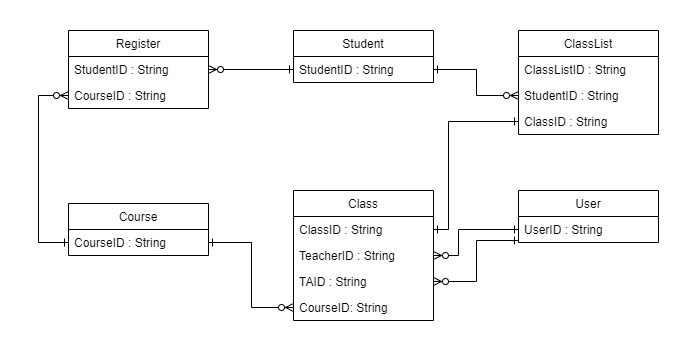 Register
StudentID : String
CourseID : String
Student
StudentID : String
ClassList
ClassListID : String
StudentID : String
ClassID : String
Course
CourseID : String
Class
ClassID : String
TeacherID : String
TAID : String
CourseID: String
User
UserID : String